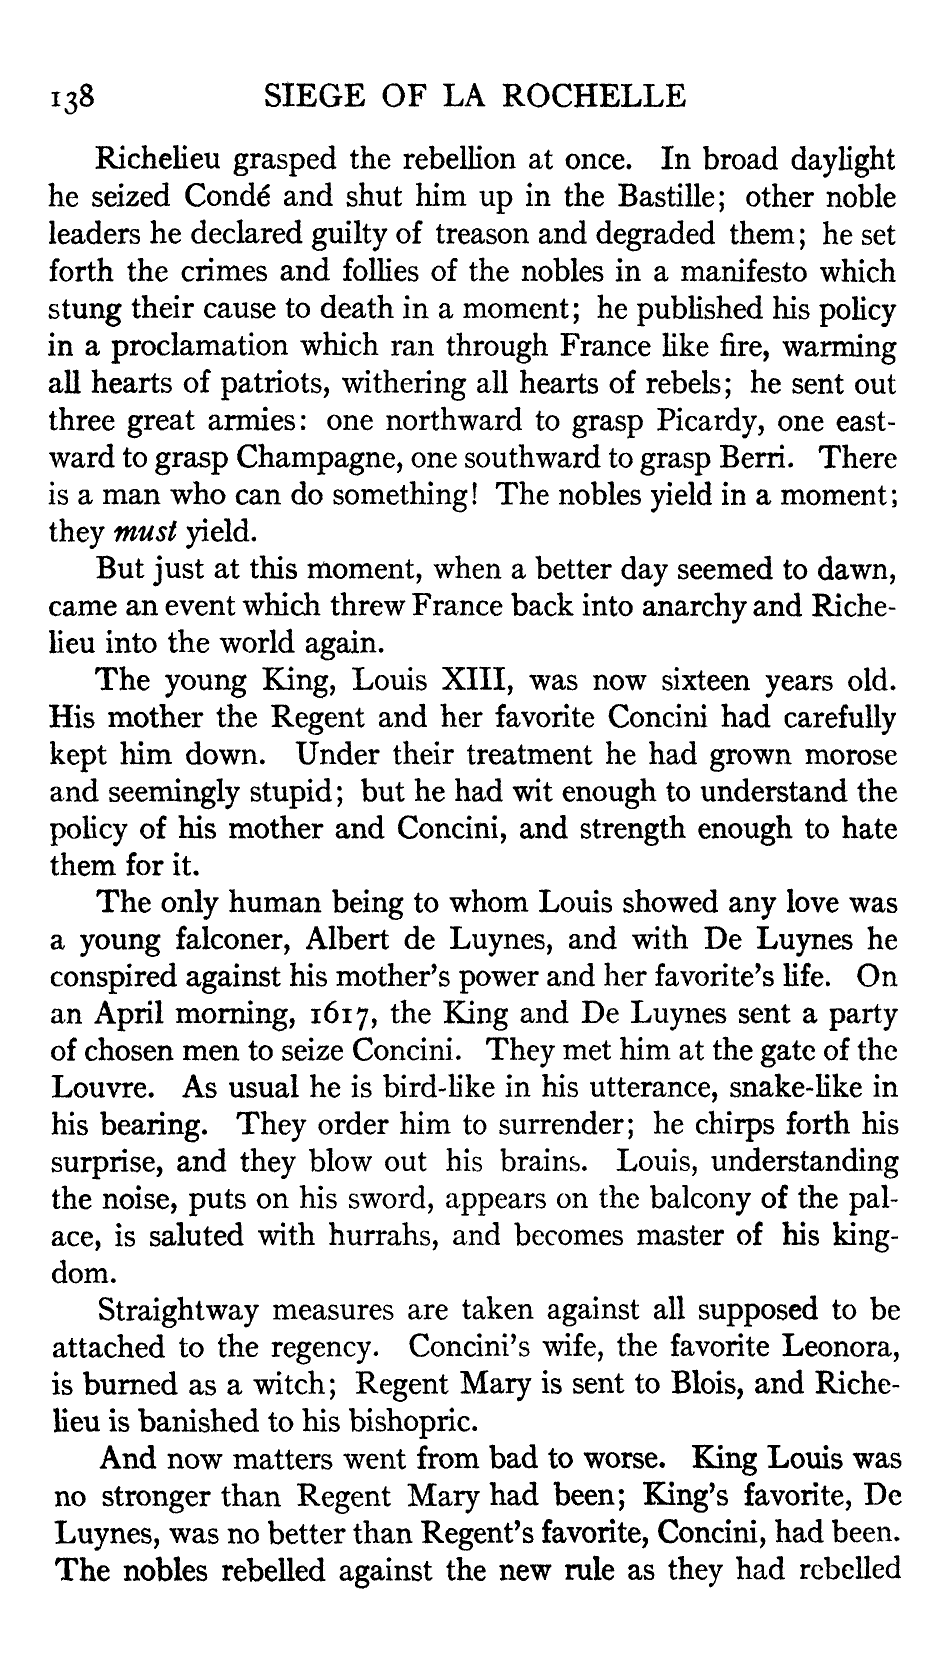 138 SIEGE OF LA ROCHELLE
Richelieu grasped the rebellion at once. In broad daylight
he seized Condé and shut him up in the Bastille; other noble
leaders he declared guilty of treason and degraded them; he set
forth the crimes and follies of the nobles in a manifesto which
stung their cause to death in a moment; he published his policy
in a proclamation which ran through France like fire, warming
all hearts of patriots, withering all hearts of rebels; he sent out
three great armies: one northward to grasp Picardy, one east-
ward to grasp Champagne, one southward to grasp Berri. There
is a man who can do something! The nobles yield in a moment;
they must yield.
But just at this moment, when a better day seemed to dawn,
came an event which threw France back into anarchy and Riche-
lieu into the world again.
The young King, Louis XIII, was now sixteen years old.
His mother the Regent and her favorite Concini had carefully
kept him down. Under their treatment he had grown morose
and seemingly stupid; but he had wit enough to understand the
policy of his mother and Concini, and strength enough to hate
them for it.
The only human being to whom Louis showed any love was
a young falconer, Albert de Luynes, and with De Luynes he
conspired against his mother's power and her favorite's life. On
an April morning, 1617, the King and De Luynes sent a party
of chosen men to seize Concini. They met him at the gate of the
Louvre. As usual he is bird-like in his utterance, snake-like in
his bearing. They order him to surrender; he chirps forth his
surprise, and they blow out his brains. Louis, understanding
the noise, puts on his sword, appears on the balcony of the pal-
ace, is saluted with hurrahs, and becomes master of his king-
dom.
Straightway measures are taken against all supposed to be
attached to the regency. Concini's wife, the favorite Leonora,
is burned as a witch; Regent Mary is sent to Blois, and Riche-
lieu is banished to his bishopric.
And now matters went from bad to worse. King Louis was
no stronger than Regent Mary had been; King's favorite, De
Luynes, was no better than Regent's favorite, Concini, had been.
The nobles rebelled against the new rule as they had rebelled